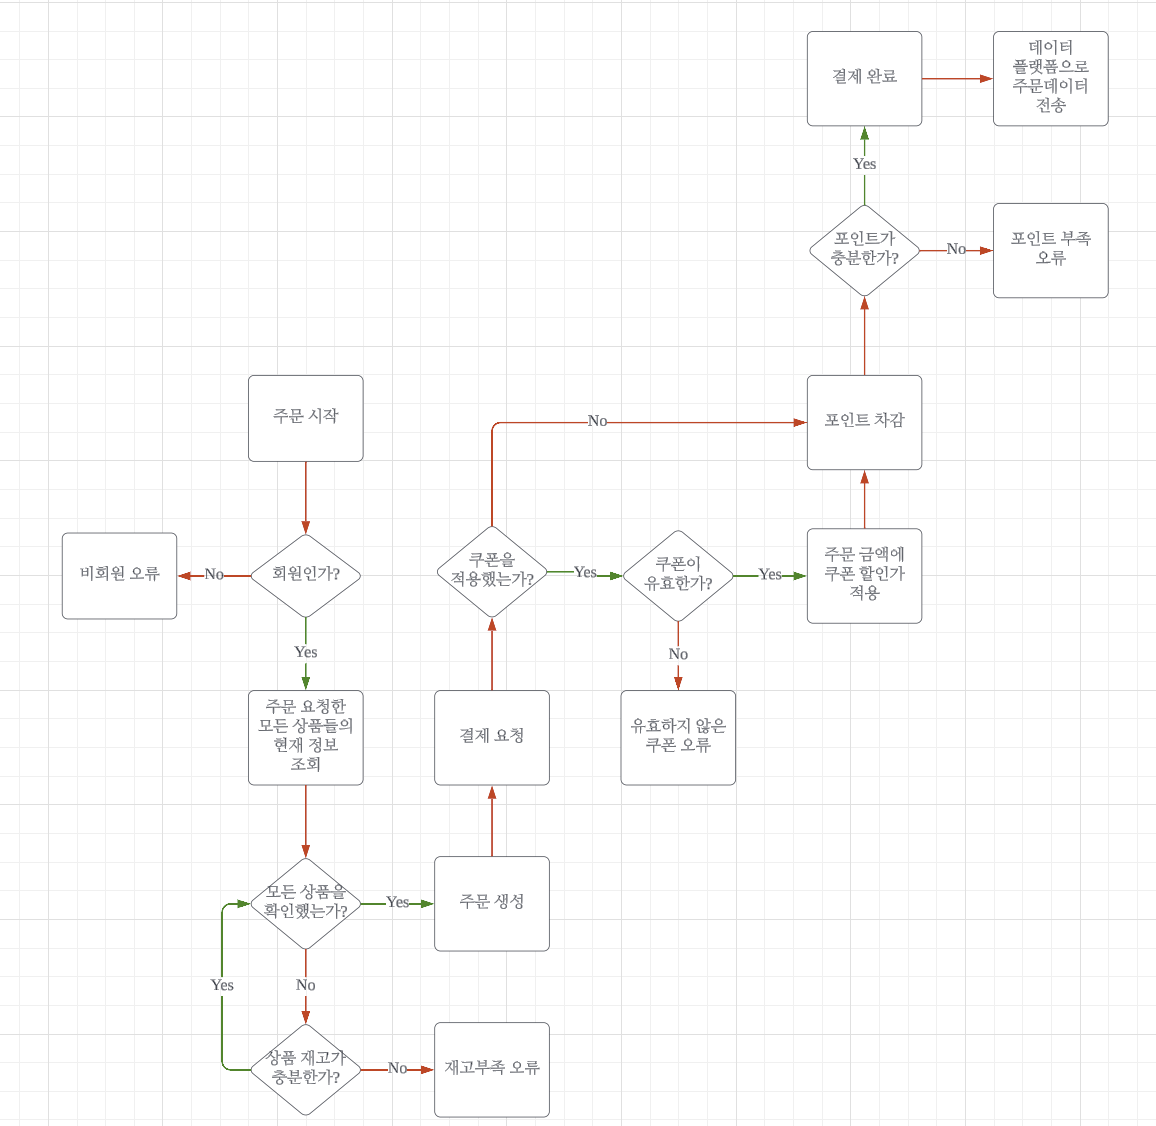 결제 완료
데이터
플랫폼으로
주문데이터
전송
Yes
포인트가
충분한가?
No
포인트 부족
오류
주문 시작
No
포인트 차감
비회원 오류
No
회원인가?
쿠폰을
적용했는가?
Yes
쿠폰이
유효한가?
Yes
주문 금액에
쿠폰 할인가
적용
Yes
No
주문 요청한
모든 상품들의
현재 정보
조회
결제 요청
유효하지 않은
쿠폰 오류
모든 상품을
확인했는가?
Yes
주문 생성
Yes
No
상품 재고가
충분한가?
No
재고부족 오류